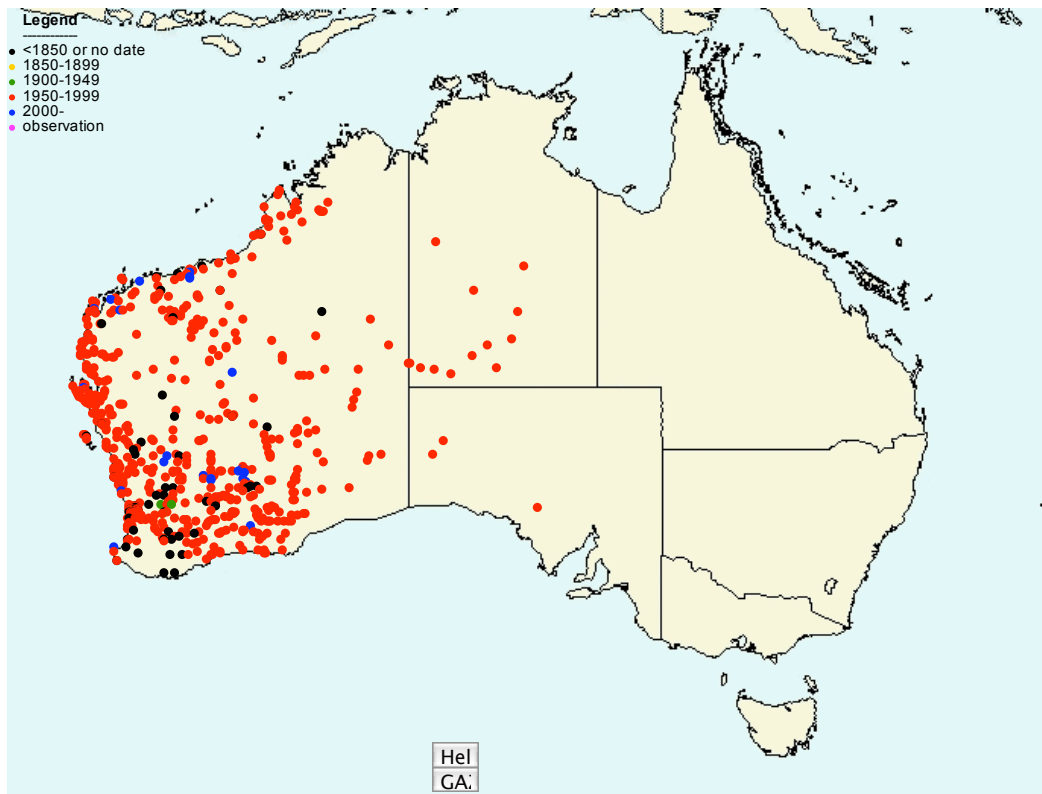 Legend
------------
<1850 or no date
1850-1899
1900-1949
1950-1999
2000-
observation
Hel
GA